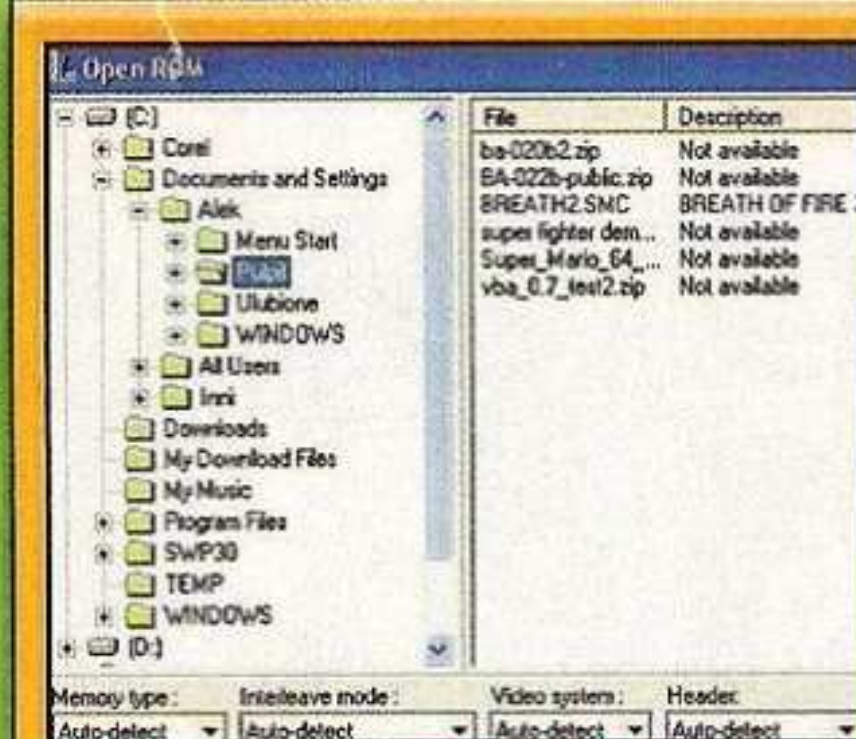 Open ROM
[C:]
Corel
Documents and Settings
Alek
Menu Start
Pulpit
Ulubione
WINDOWS
All Users
Inni
Downloads
My Download Files
My Music
Program Files
SWP30
TEMP
WINDOWS
[D:]
File Description
ba-020b2.zip Not available
BA-022b-public.zip Not available
BREATH2.SMC BREATH OF FIRE
super fighter dem... Not available
Super_Mario_64_... Not available
vba_0.7_test2.zip Not available
Memory type : Interleave mode : Video system : Header:
Auto-detect Auto-detect Auto-detect Auto-detect